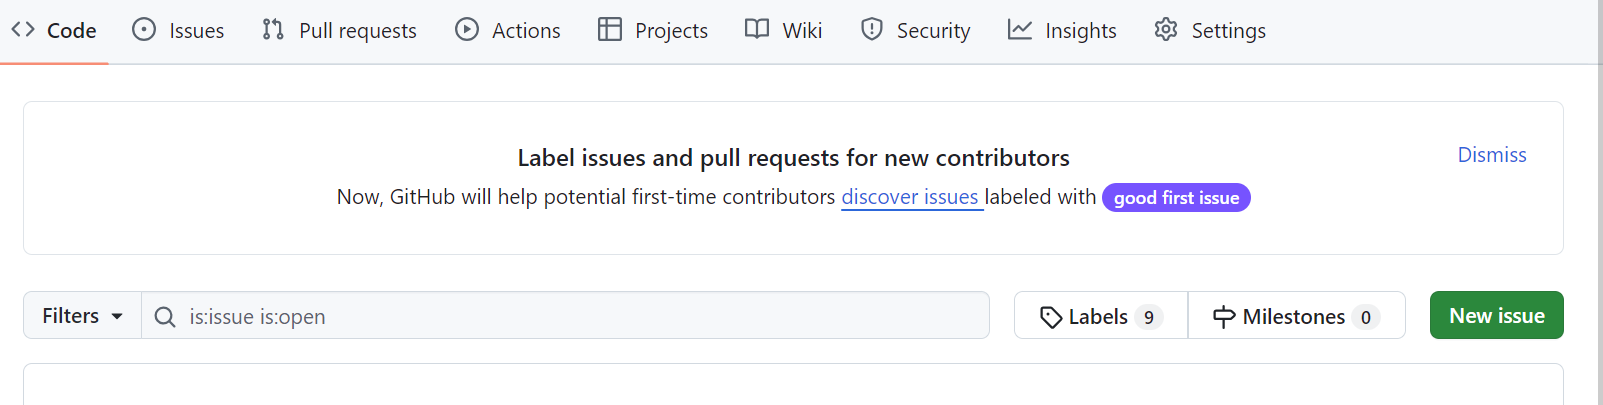 Code Issues Pull requests Actions Projects Wiki Security Insights Settings
Label issues and pull requests for new contributors
Dismiss
Now, GitHub will help potential first-time contributors discover issues labeled with good first issue
Filters is:issue is:open Labels 9 Milestones 0 New issue